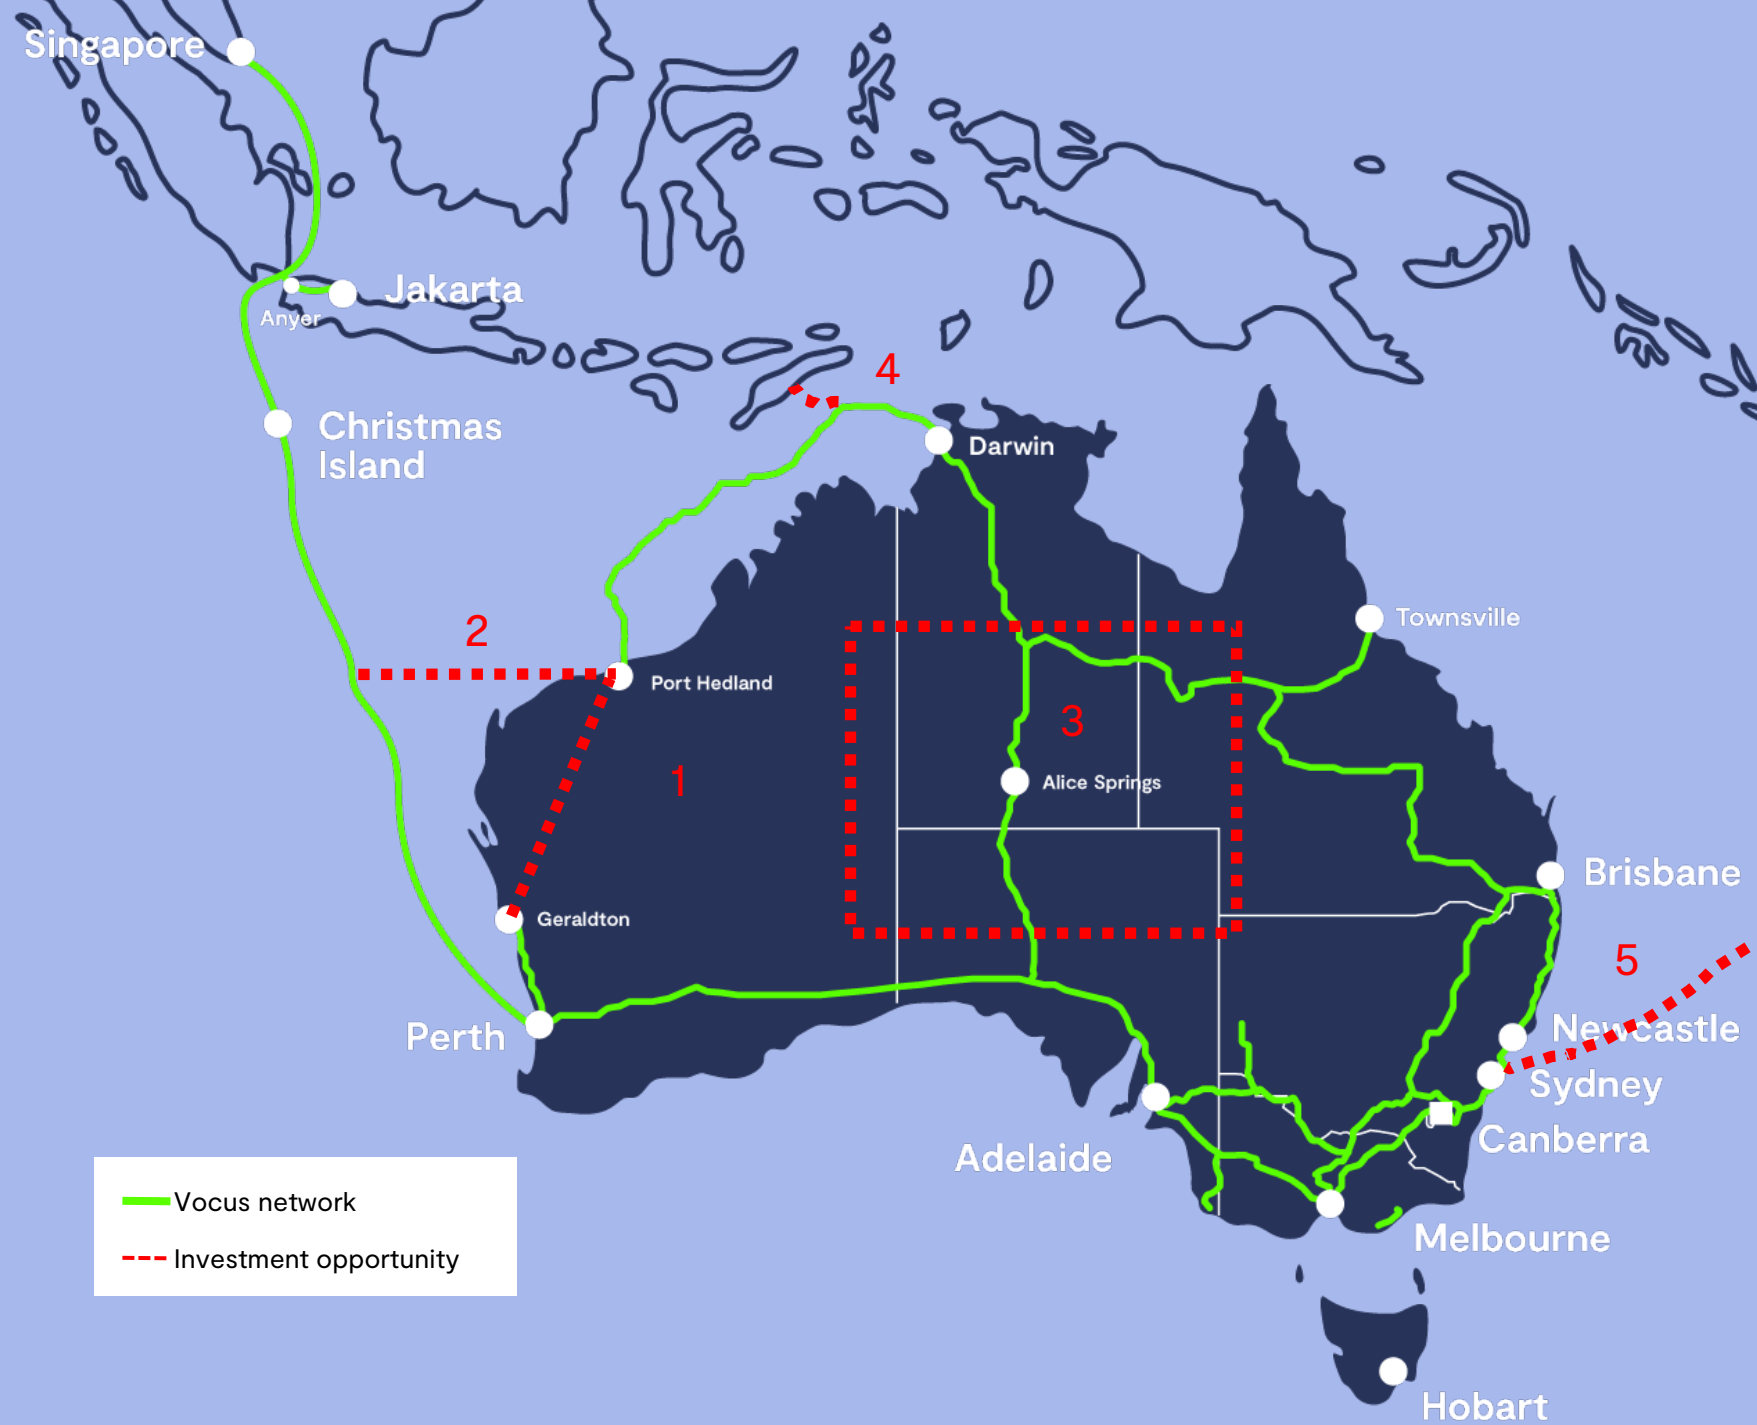 Singapore
Jakarta
Anyer
4
Christmas
Island
Darwin
2
Townsville
Port Hedland
3
1
Alice Springs
Brisbane
Geraldton
5
Perth
Newcastle
Sydney
Canberra
Adelaide
Vocus network
Melbourne
Investment opportunity
Hobart